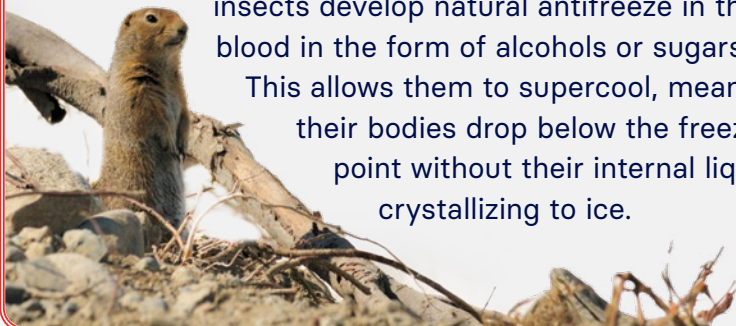 insects develop natural antifreeze in th
blood in the form of alcohols or sugars
This allows them to supercool, mean
their bodies drop below the freez
point without their internal liq
crystallizing to ice.